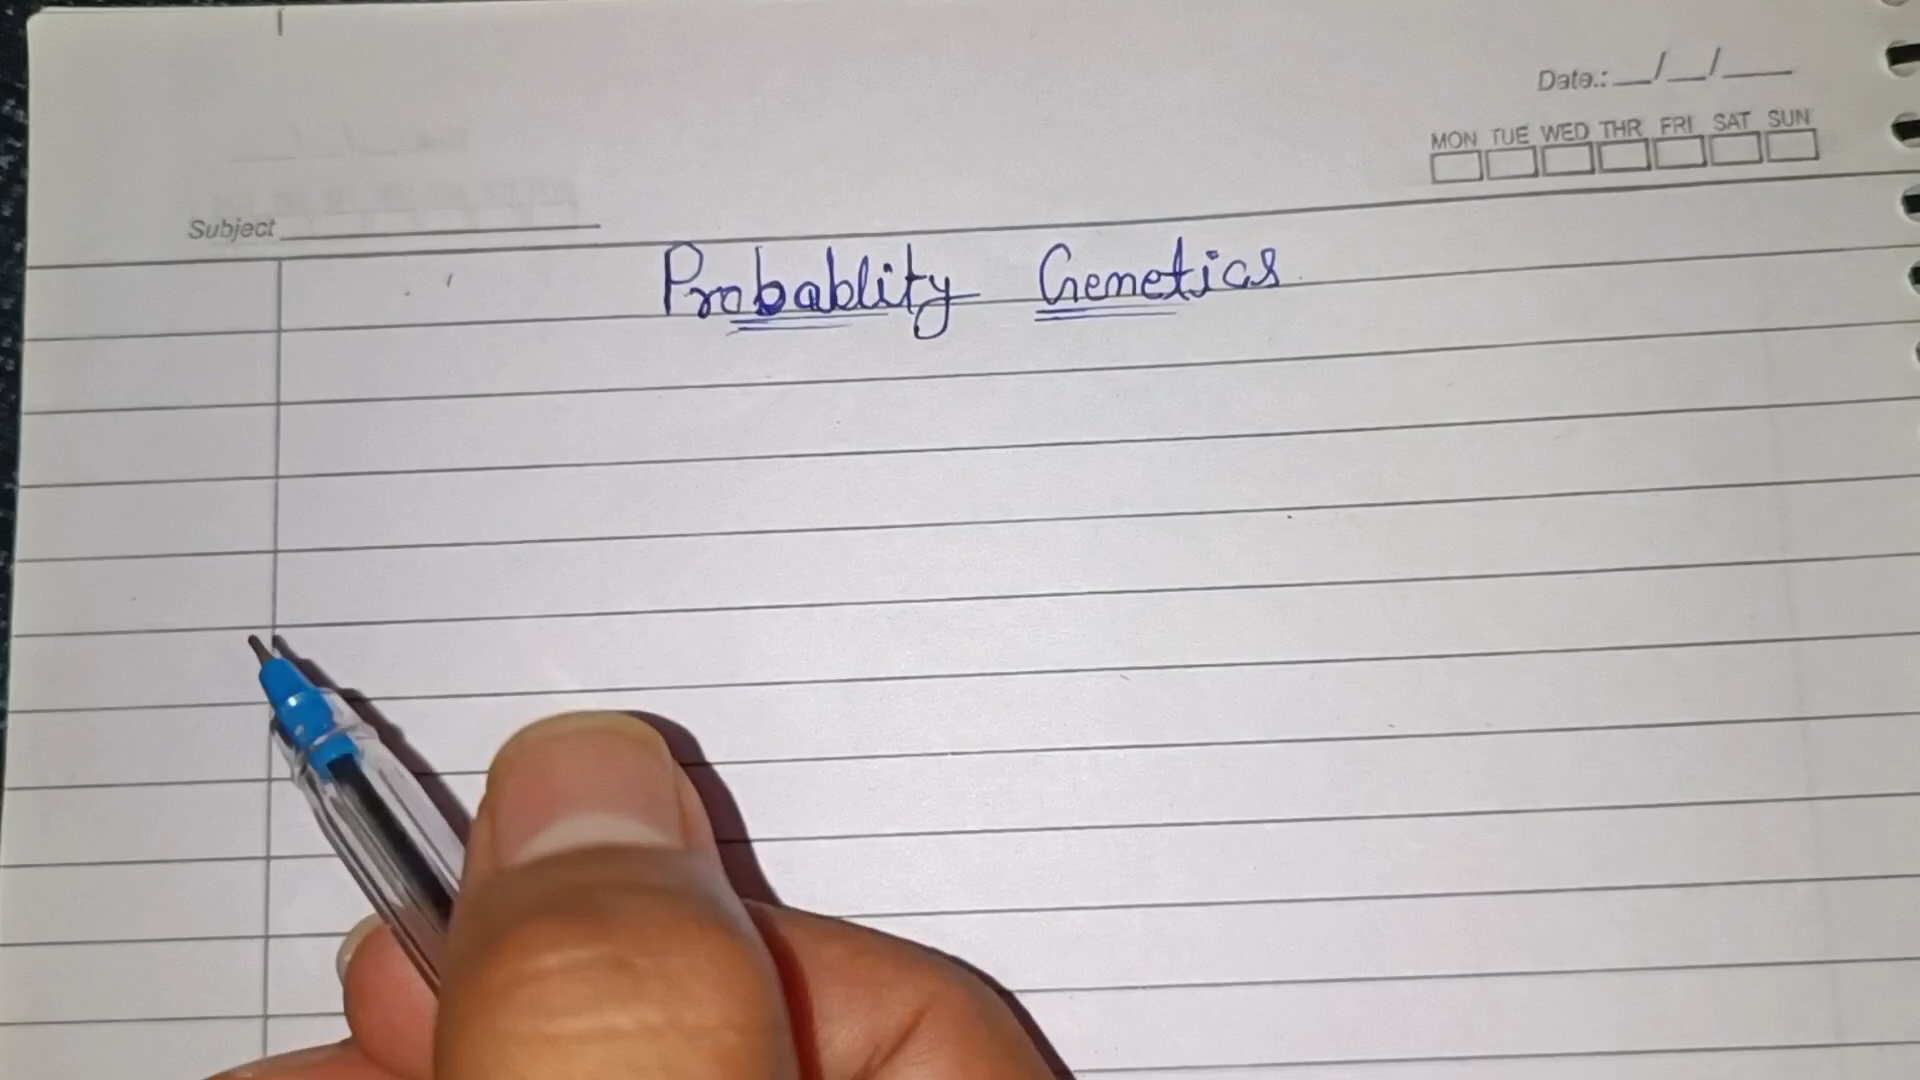 Date.: __/__/____
MON TUE WED THR FRI SAT SUN
Subject
Probablity Genetics